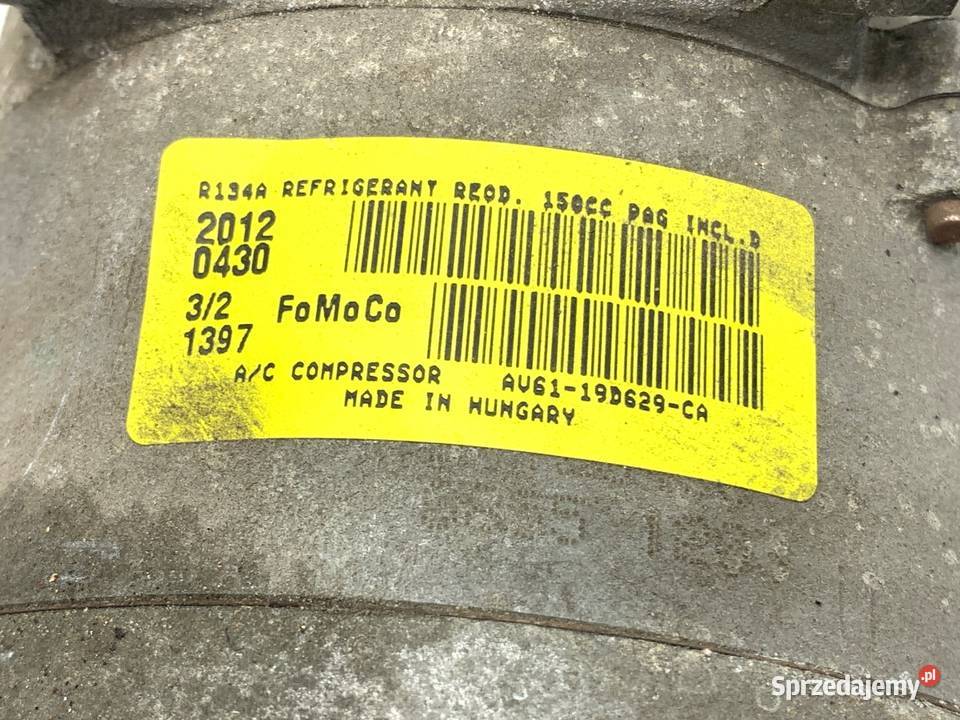 R134A REFRIGERANT REQD. 150CC PAG INCL.D
2012
0430
3/2 FoMoCo
1397
A/C COMPRESSOR AV61-19D629-CA
MADE IN HUNGARY
Sprzedajemy.pl